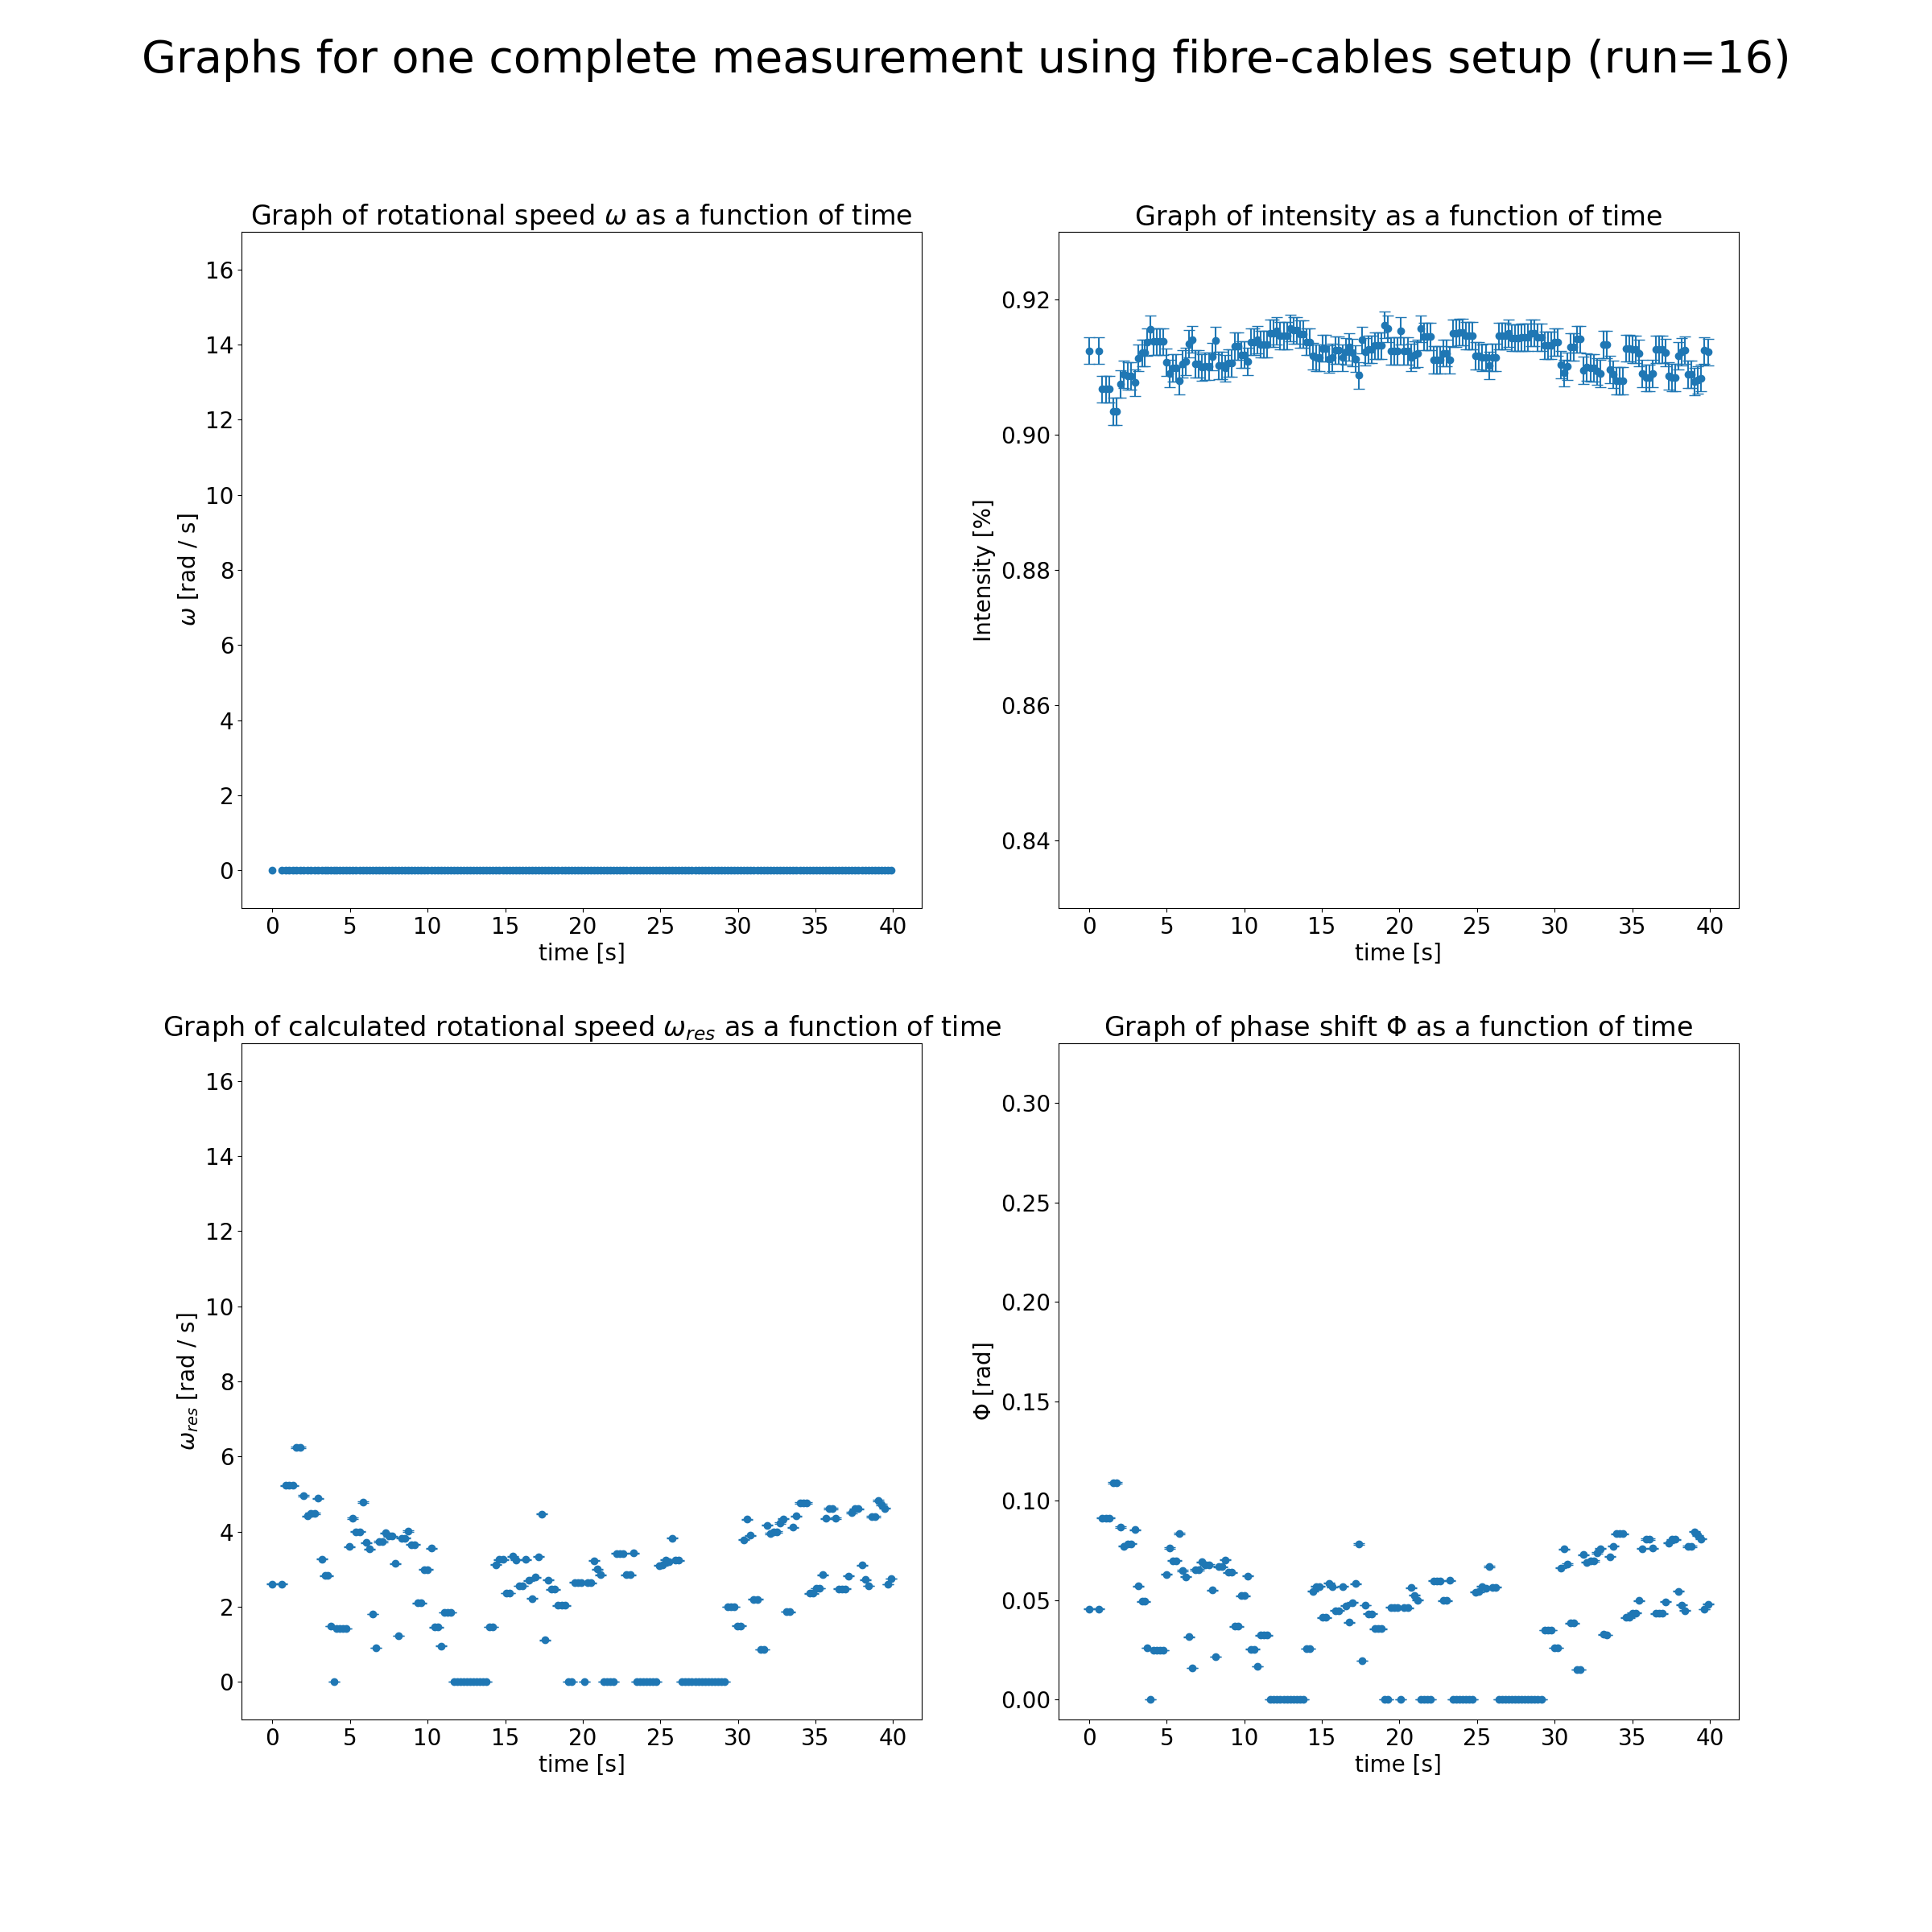 Graphs for one complete measurement using fibre-cables setup (run=16)
Graph of rotational speed ω as a function of time
16
14
12
10
8
6
4
2
0
ω [rad / s]
0 5 10 15 20 25 30 35 40
time [s]
Graph of intensity as a function of time
0.92
0.90
0.88
0.86
0.84
Intensity [%]
0 5 10 15 20 25 30 35 40
time [s]
Graph of calculated rotational speed ω_res as a function of time
16
14
12
10
8
6
4
2
0
ω_res [rad / s]
0 5 10 15 20 25 30 35 40
time [s]
Graph of phase shift Φ as a function of time
0.30
0.25
0.20
0.15
0.10
0.05
0.00
Φ [rad]
0 5 10 15 20 25 30 35 40
time [s]